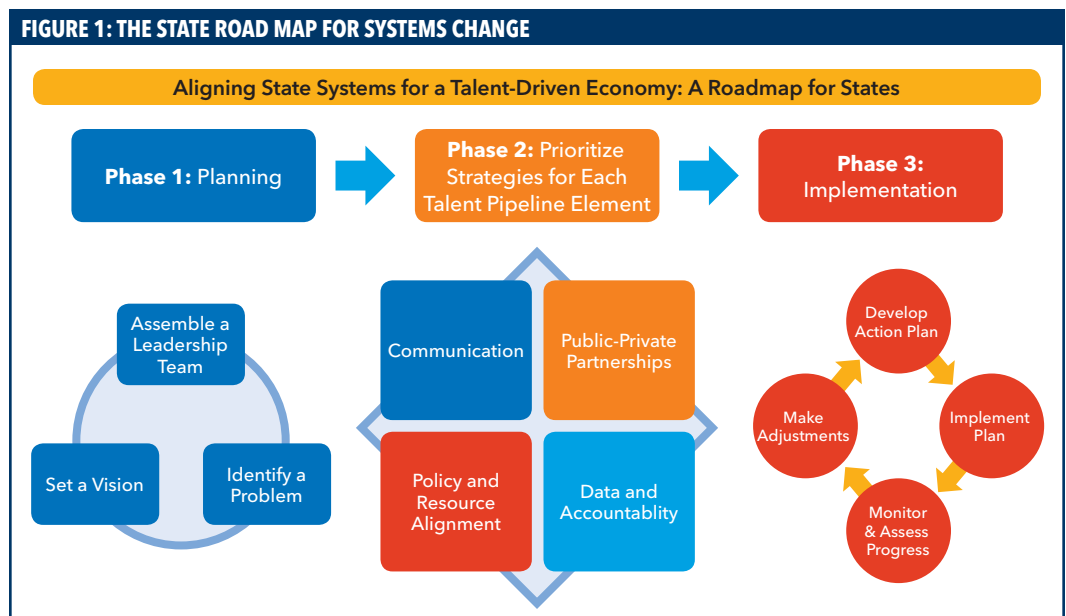 FIGURE 1: THE STATE ROAD MAP FOR SYSTEMS CHANGE
Aligning State Systems for a Talent-Driven Economy: A Roadmap for States
Phase 1: Planning
Phase 2: Prioritize
Strategies for Each
Talent Pipeline Element
Phase 3:
Implementation
Assemble a
Leadership
Team
Set a Vision
Identify a
Problem
Communication
Public-Private
Partnerships
Policy and
Resource
Alignment
Data and
Accountablity
Develop
Action Plan
Implement
Plan
Monitor
& Assess
Progress
Make
Adjustments